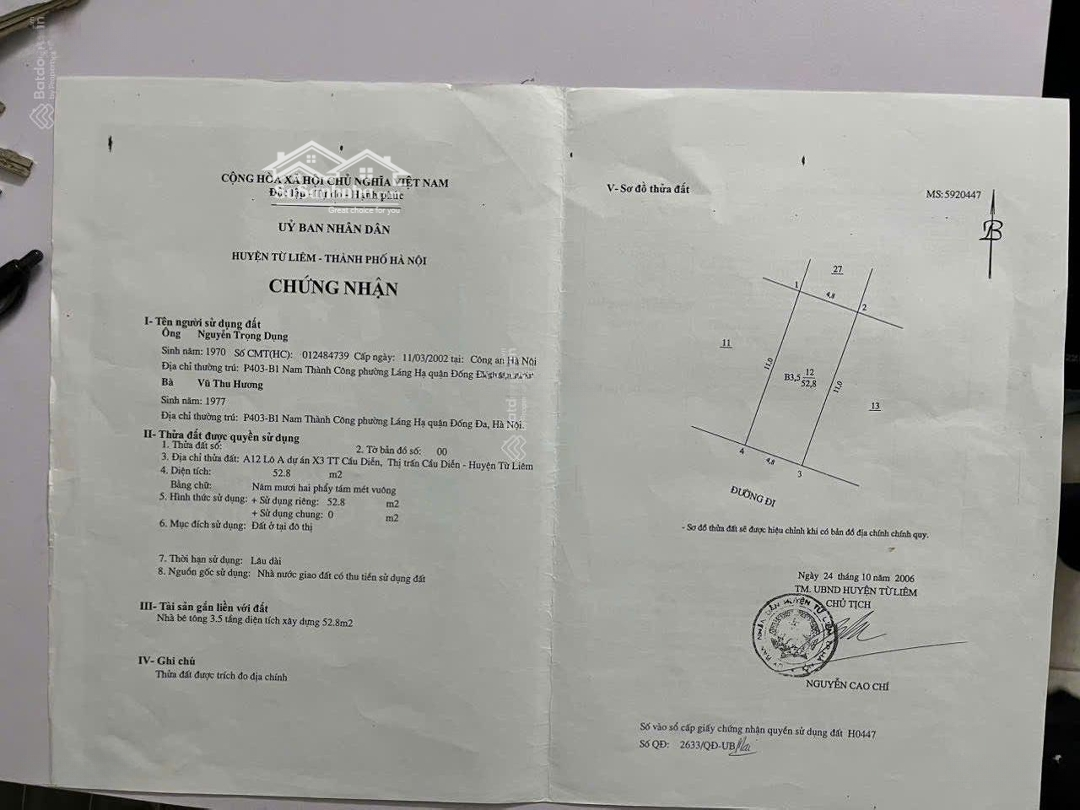 CỘNG HÒA XÃ HỘI CHỦ NGHĨA VIỆT NAM
Great choice for you
UỶ BAN NHÂN DÂN
HUYỆN TỪ LIÊM - THÀNH PHỐ HÀ NỘI
CHỨNG NHẬN
I- Tên người sử dụng đất
Ông Nguyễn Trọng Dụng
Sinh năm: 1970 Số CMT(HC): 012484739 Cấp ngày: 11/03/2002 tại: Công an Hà Nội
Địa chỉ thường trú: P403-B1 Nam Thành Công phường Láng Hạ quận Đống
Bà Vũ Thu Hương
Sinh năm: 1977
Địa chỉ thường trú: P403-B1 Nam Thành Công phường Láng Hạ quận Đống Đa, Hà Nội.
II- Thửa đất được quyền sử dụng
1. Thửa đất số: 2. Tờ bản đồ số: 00
3. Địa chỉ thửa đất: A12 Lô A dự án X3 TT Cầu Diễn, Thị trấn Cầu Diễn - Huyện Từ Liêm
4. Diện tích: 52.8 m2
Bằng chữ: Năm mươi hai phẩy tám mét vuông
5. Hình thức sử dụng: + Sử dụng riêng: 52.8 m2
+ Sử dụng chung: 0 m2
6. Mục đích sử dụng: Đất ở tại đô thị
7. Thời hạn sử dụng: Lâu dài
8. Nguồn gốc sử dụng: Nhà nước giao đất có thu tiền sử dụng đất
III- Tài sản gắn liền với đất
Nhà bê tông 3.5 tầng diện tích xây dựng 52.8m2
IV- Ghi chú
Thửa đất được trích đo địa chính
V- Sơ đồ thửa đất
MS: 5920447
B
27
1
4,8
2
11
11,0
B3,5 12
52,8
11,0
13
4
4,8
3
ĐƯỜNG ĐI
- Sơ đồ thửa đất sẽ được hiệu chỉnh khi có bản đồ địa chính chính quy.
Ngày 24 tháng 10 năm 2006
TM. UBND HUYỆN TỪ LIÊM
CHỦ TỊCH
NGUYỄN CAO CHÍ
Số vào sổ cấp giấy chứng nhận quyền sử dụng đất H0447
Số QĐ: 2633/QĐ-UB